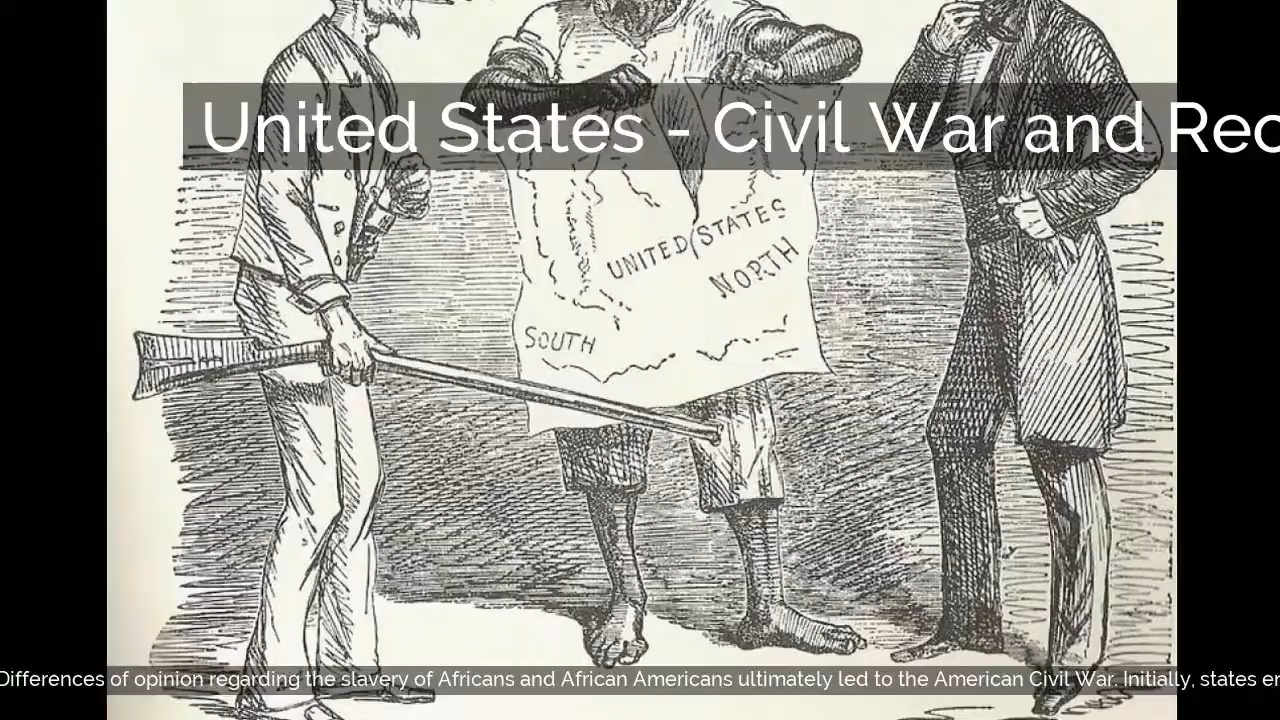 United States - Civil War and Rec
UNITED STATES
NORTH
SOUTH
Differences of opinion regarding the slavery of Africans and African Americans ultimately led to the American Civil War. Initially, states en